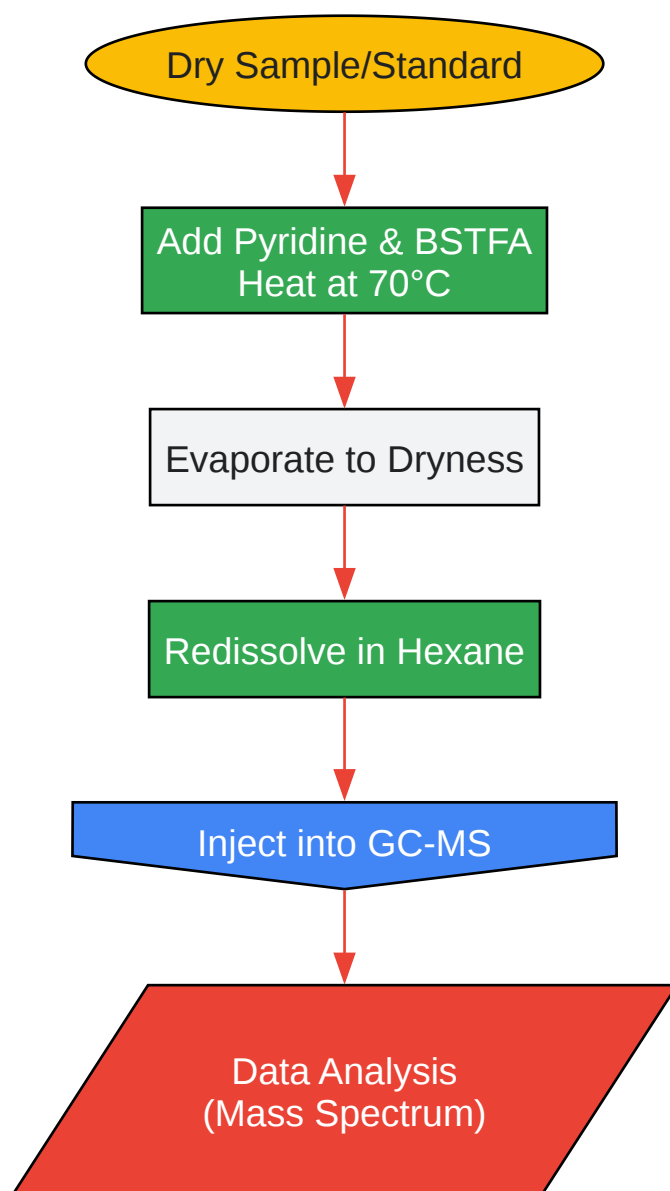 Dry Sample/Standard
Add Pyridine & BSTFA
Heat at 70°C
Evaporate to Dryness
Redissolve in Hexane
Inject into GC-MS
Data Analysis
(Mass Spectrum)